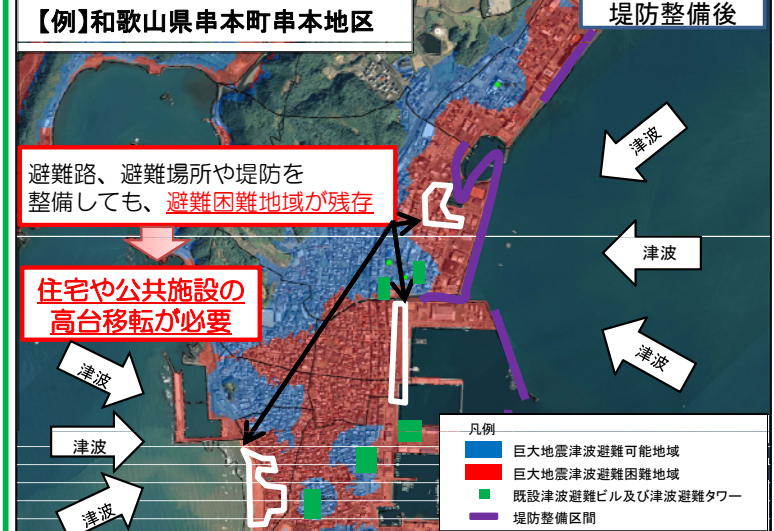 【例】和歌山県串本町串本地区
堤防整備後
避難路、避難場所や堤防を
整備しても、避難困難地域が残存
住宅や公共施設の
高台移転が必要
津波
津波
津波
津波
津波
津波
凡例
巨大地震津波避難可能地域
巨大地震津波避難困難地域
既設津波避難ビル及び津波避難タワー
堤防整備区間